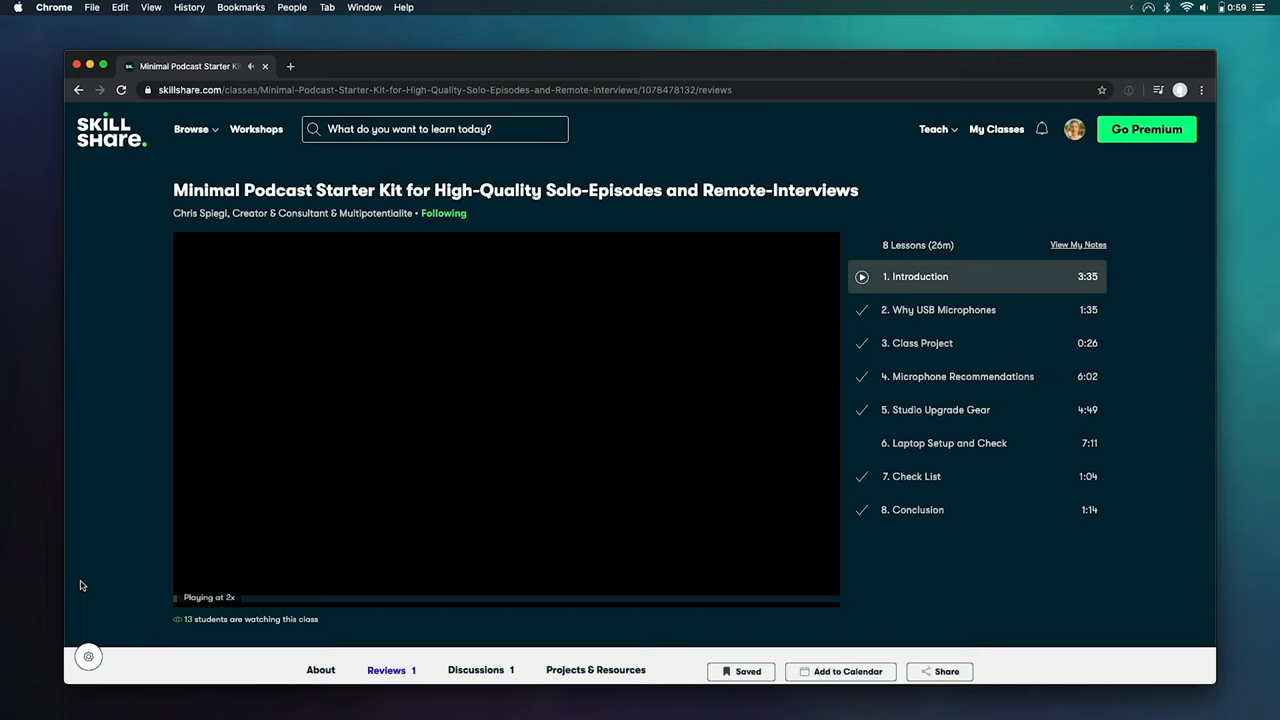 Chrome File Edit View History Bookmarks People Tab Window Help 0:59
Minimal Podcast Starter Ki
skillshare.com/classes/Minimal-Podcast-Starter-Kit-for-High-Quality-Solo-Episodes-and-Remote-Interviews/1078478132/reviews
SKILL
SHARE.
Browse Workshops What do you want to learn today? Teach My Classes Go Premium
Minimal Podcast Starter Kit for High-Quality Solo-Episodes and Remote-Interviews
Chris Spiegl, Creator & Consultant & Multipotentialite • Following
8 Lessons (26m) View My Notes
1. Introduction 3:35
2. Why USB Microphones 1:35
3. Class Project 0:26
4. Microphone Recommendations 6:02
5. Studio Upgrade Gear 4:49
6. Laptop Setup and Check 7:11
7. Check List 1:04
8. Conclusion 1:14
Playing at 2x
13 students are watching this class
About Reviews 1 Discussions 1 Projects & Resources Saved Add to Calendar Share